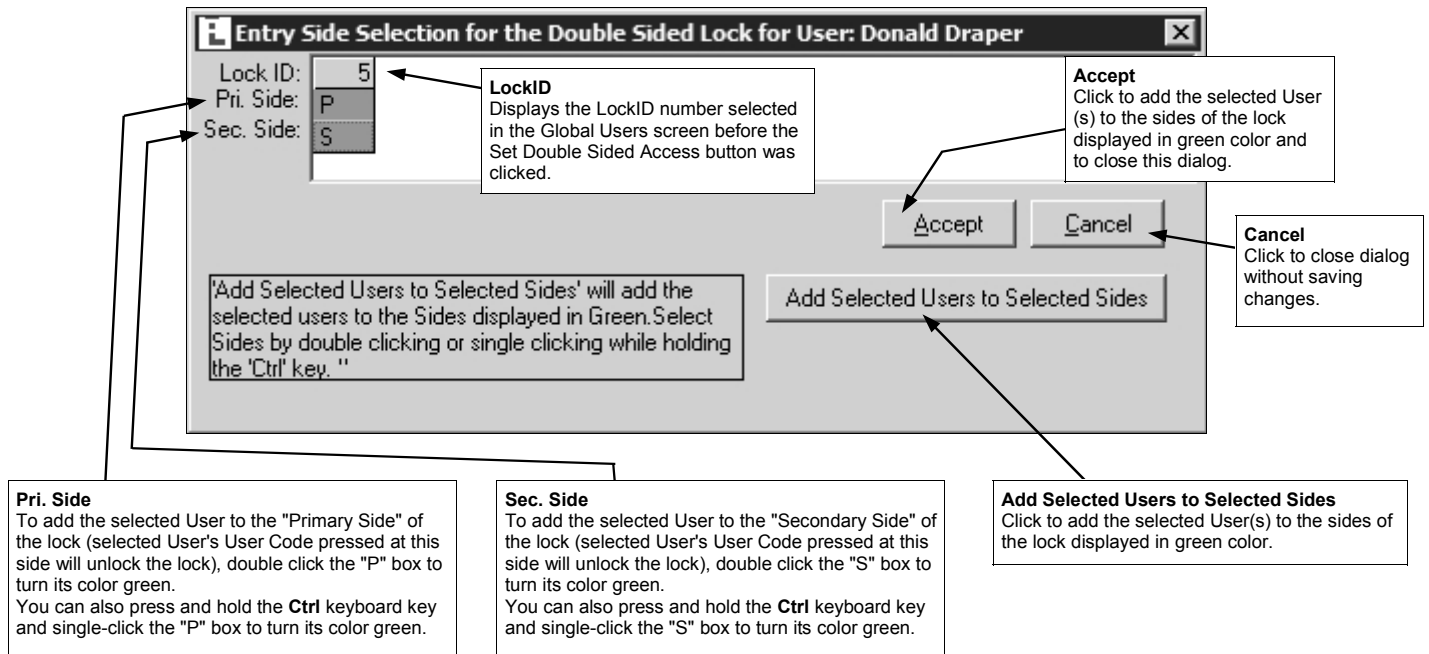 Entry Side Selection for the Double Sided Lock for User: Donald Draper
Lock ID: 5
Pri. Side: P
Sec. Side: S
LockID
Displays the LockID number selected
in the Global Users screen before the
Set Double Sided Access button was
clicked.
Accept
Click to add the selected User
(s) to the sides of the lock
displayed in green color and
to close this dialog.
Accept
Cancel
Cancel
Click to close dialog
without saving
changes.
'Add Selected Users to Selected Sides' will add the
selected users to the Sides displayed in Green.Select
Sides by double clicking or single clicking while holding
the 'Ctrl' key. "
Add Selected Users to Selected Sides
Pri. Side
To add the selected User to the "Primary Side" of
the lock (selected User's User Code pressed at this
side will unlock the lock), double click the "P" box to
turn its color green.
You can also press and hold the Ctrl keyboard key
and single-click the "P" box to turn its color green.
Sec. Side
To add the selected User to the "Secondary Side" of
the lock (selected User's User Code pressed at this
side will unlock the lock), double click the "S" box to
turn its color green.
You can also press and hold the Ctrl keyboard key
and single-click the "S" box to turn its color green.
Add Selected Users to Selected Sides
Click to add the selected User(s) to the sides of
the lock displayed in green color.